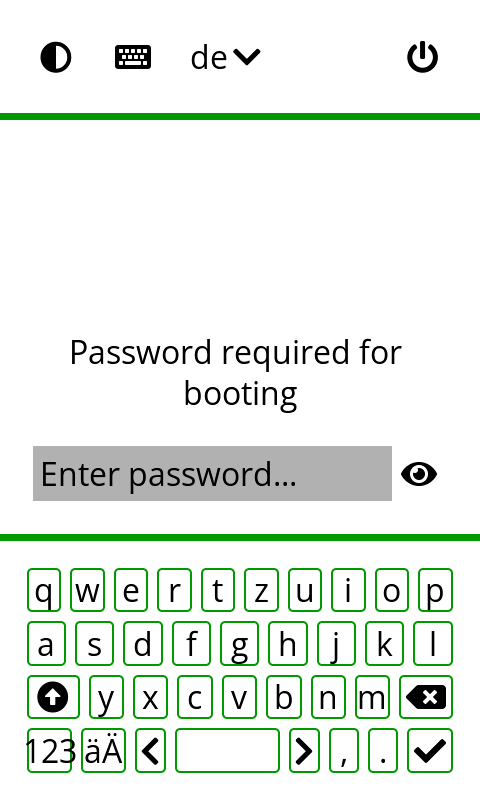 de
Password required for
booting
Enter password...
q w e r t z u i o p
a s d f g h j k l
y x c v b n m
123 äÄ , .